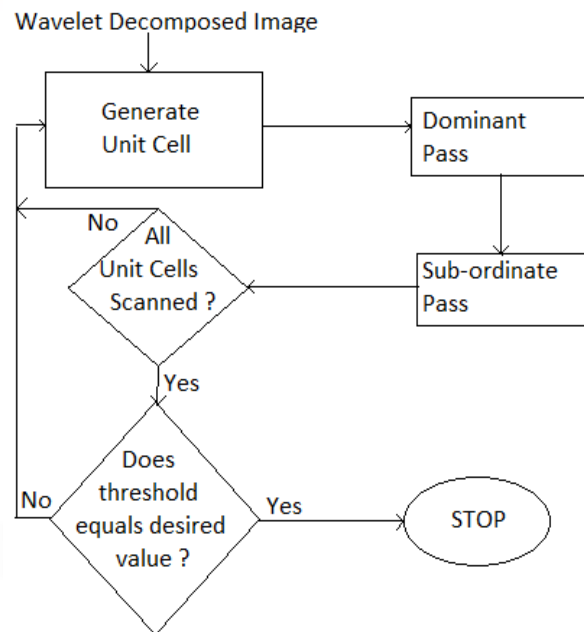 Wavelet Decomposed Image
Generate
Unit Cell
Dominant
Pass
Sub-ordinate
Pass
No
All
Unit Cells
Scanned ?
Yes
Does
threshold
equals desired
value ?
No
Yes
STOP